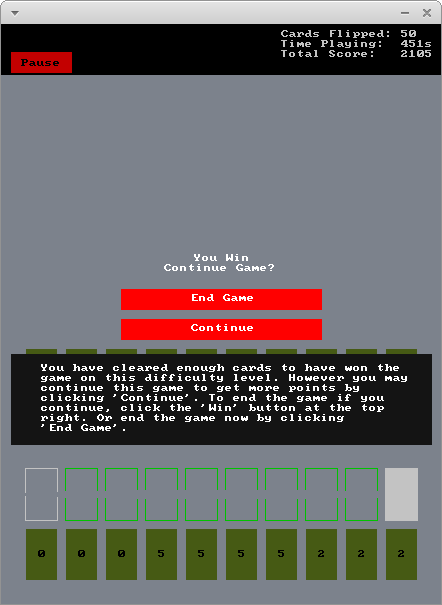 Cards Flipped: 50
Time Playing: 451s
Total Score: 2105
Pause
You Win
Continue Game?
End Game
Continue
You have cleared enough cards to have won the
game on this difficulty level. However you may
continue this game to get more points by
clicking 'Continue'. To end the game if you
continue, click the 'Win' button at the top
right. Or end the game now by clicking
'End Game'.
0 0 0 5 5 5 5 2 2 2